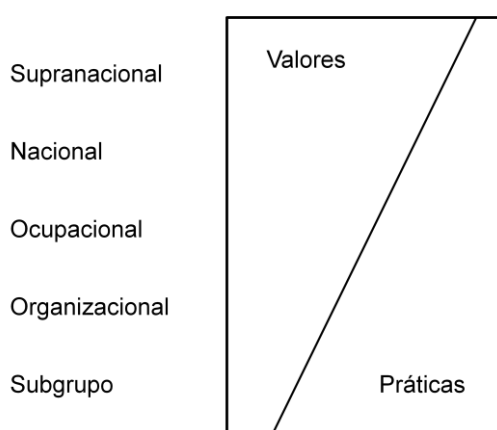 Valores
Supranacional
Nacional
Ocupacional
Organizacional
Subgrupo
Práticas